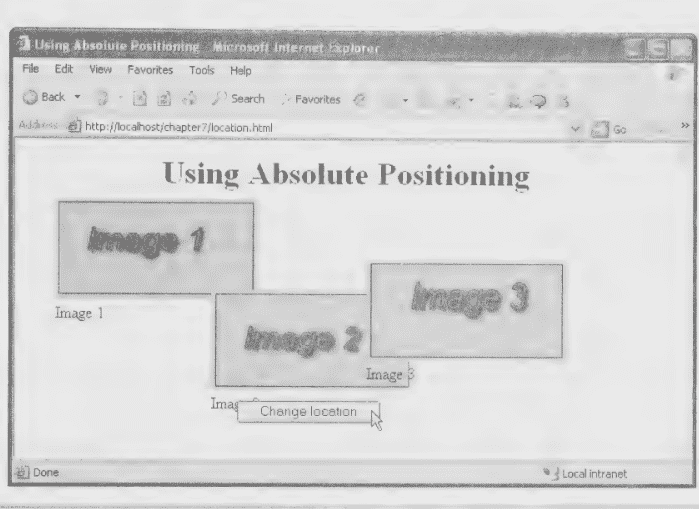 Using Absolute Positioning - Microsoft Internet Explorer
File Edit View Favorites Tools Help
Back Search Favorites
Address http://localhost/chapter7/location.html Go
Using Absolute Positioning
Image 1
Image 3
Image 1
Image 2
Image 3
Change location
Done Local intranet